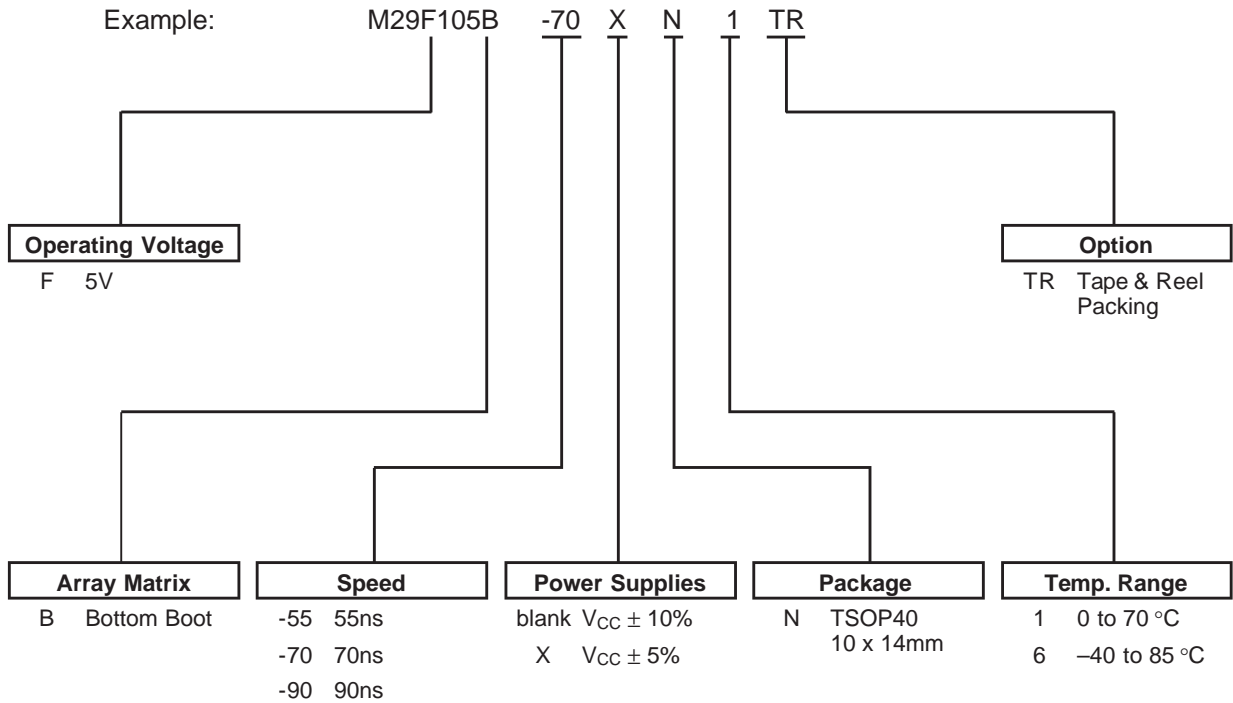 Example: M29F105B -70 X N 1 TR
Operating Voltage
F 5V
Option
TR Tape & Reel
Packing
Array Matrix
B Bottom Boot
Speed
-55 55ns
-70 70ns
-90 90ns
Power Supplies
blank VCC ± 10%
X VCC ± 5%
Package
N TSOP40
10 x 14mm
Temp. Range
1 0 to 70 °C
6 –40 to 85 °C